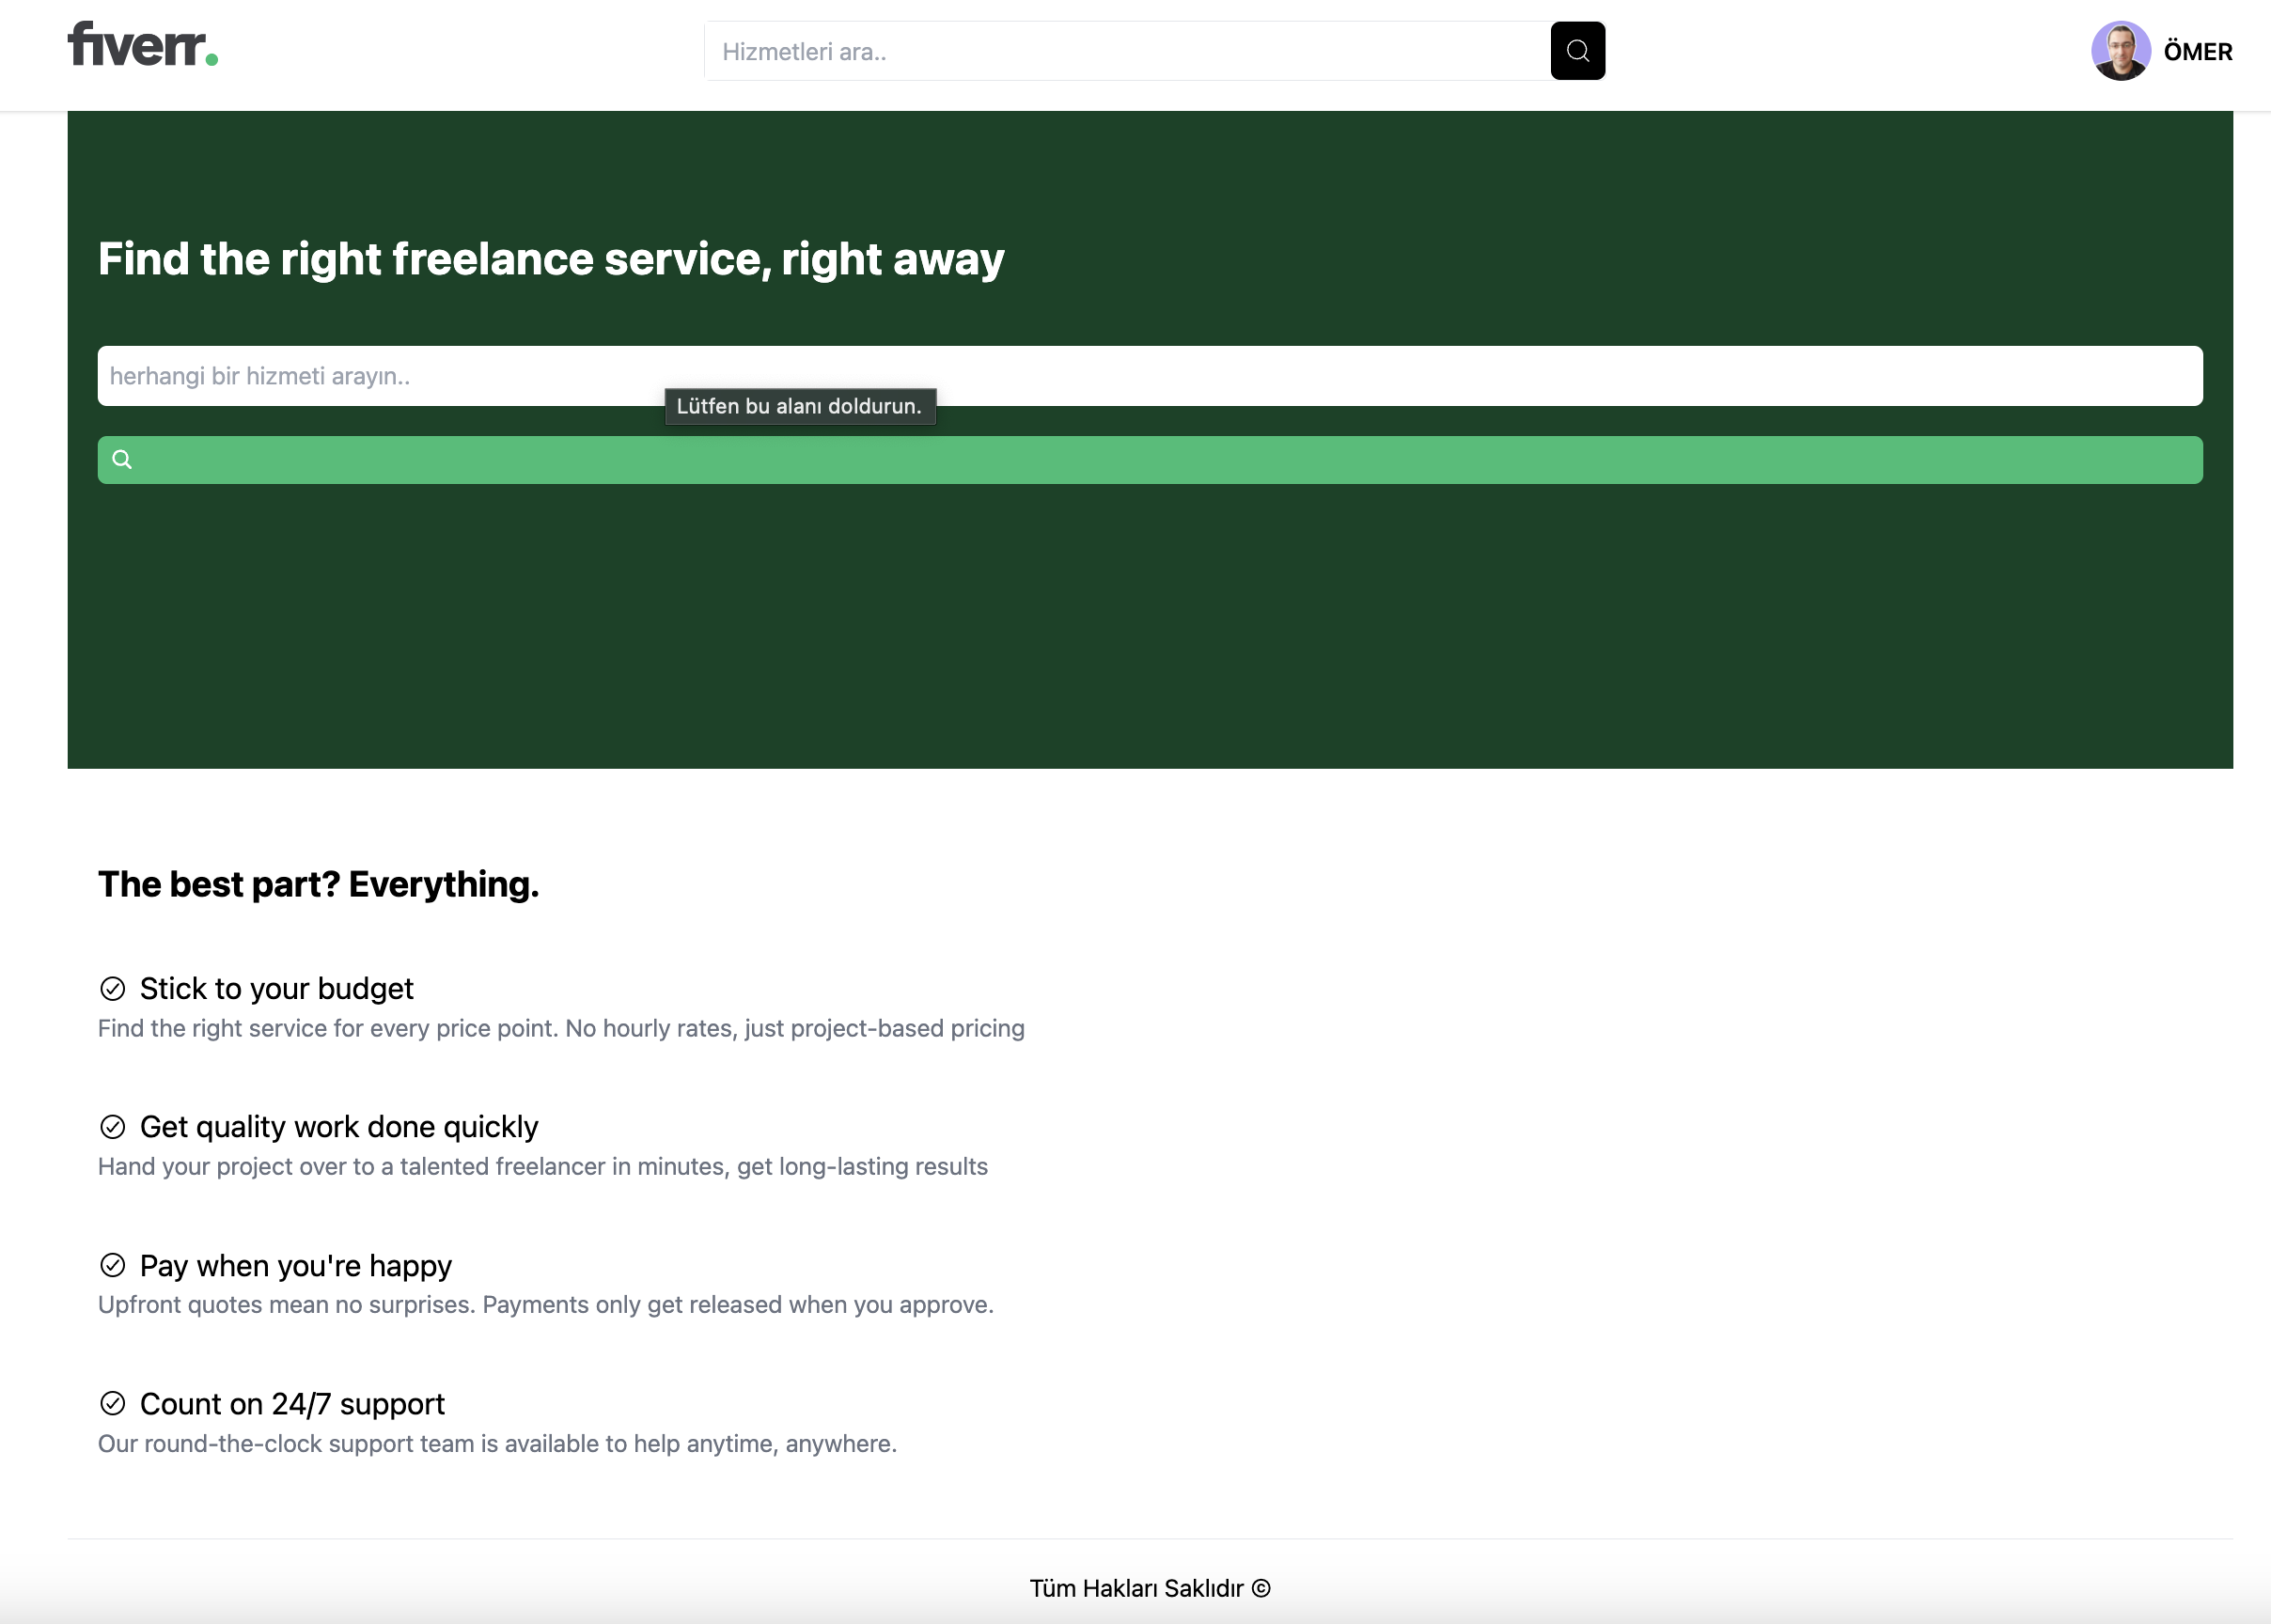 fiverr.
Hizmetleri ara..
ÖMER
Find the right freelance service, right away
herhangi bir hizmeti arayın..
Lütfen bu alanı doldurun.
The best part? Everything.
Stick to your budget
Find the right service for every price point. No hourly rates, just project-based pricing
Get quality work done quickly
Hand your project over to a talented freelancer in minutes, get long-lasting results
Pay when you're happy
Upfront quotes mean no surprises. Payments only get released when you approve.
Count on 24/7 support
Our round-the-clock support team is available to help anytime, anywhere.
Tüm Hakları Saklıdır ©